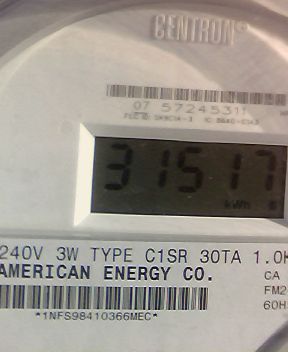 CENTRON®
07 57245311
31517
kWh
240V 3W TYPE C1SR 30TA 1.0K
AMERICAN ENERGY CO.
CA
FM2
60H
*1NFS98410366MEC*